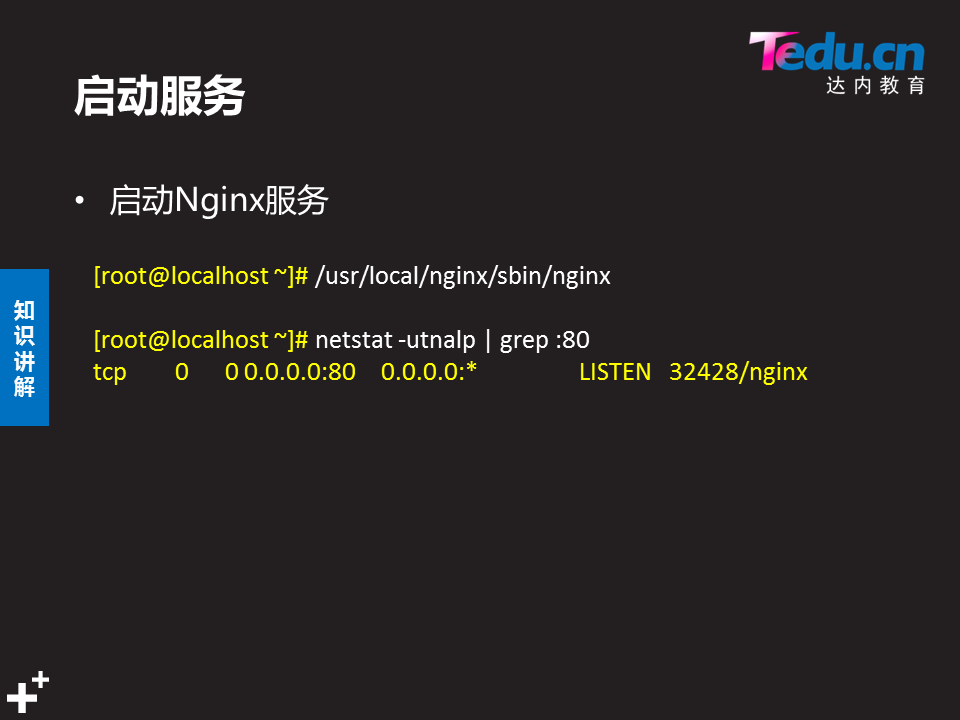 Tedu.cn
达内教育
启动服务
• 启动Nginx服务
[root@localhost ~]# /usr/local/nginx/sbin/nginx
[root@localhost ~]# netstat -utnalp | grep :80
tcp 0 0 0.0.0.0:80 0.0.0.0:* LISTEN 32428/nginx
知
识
讲
解